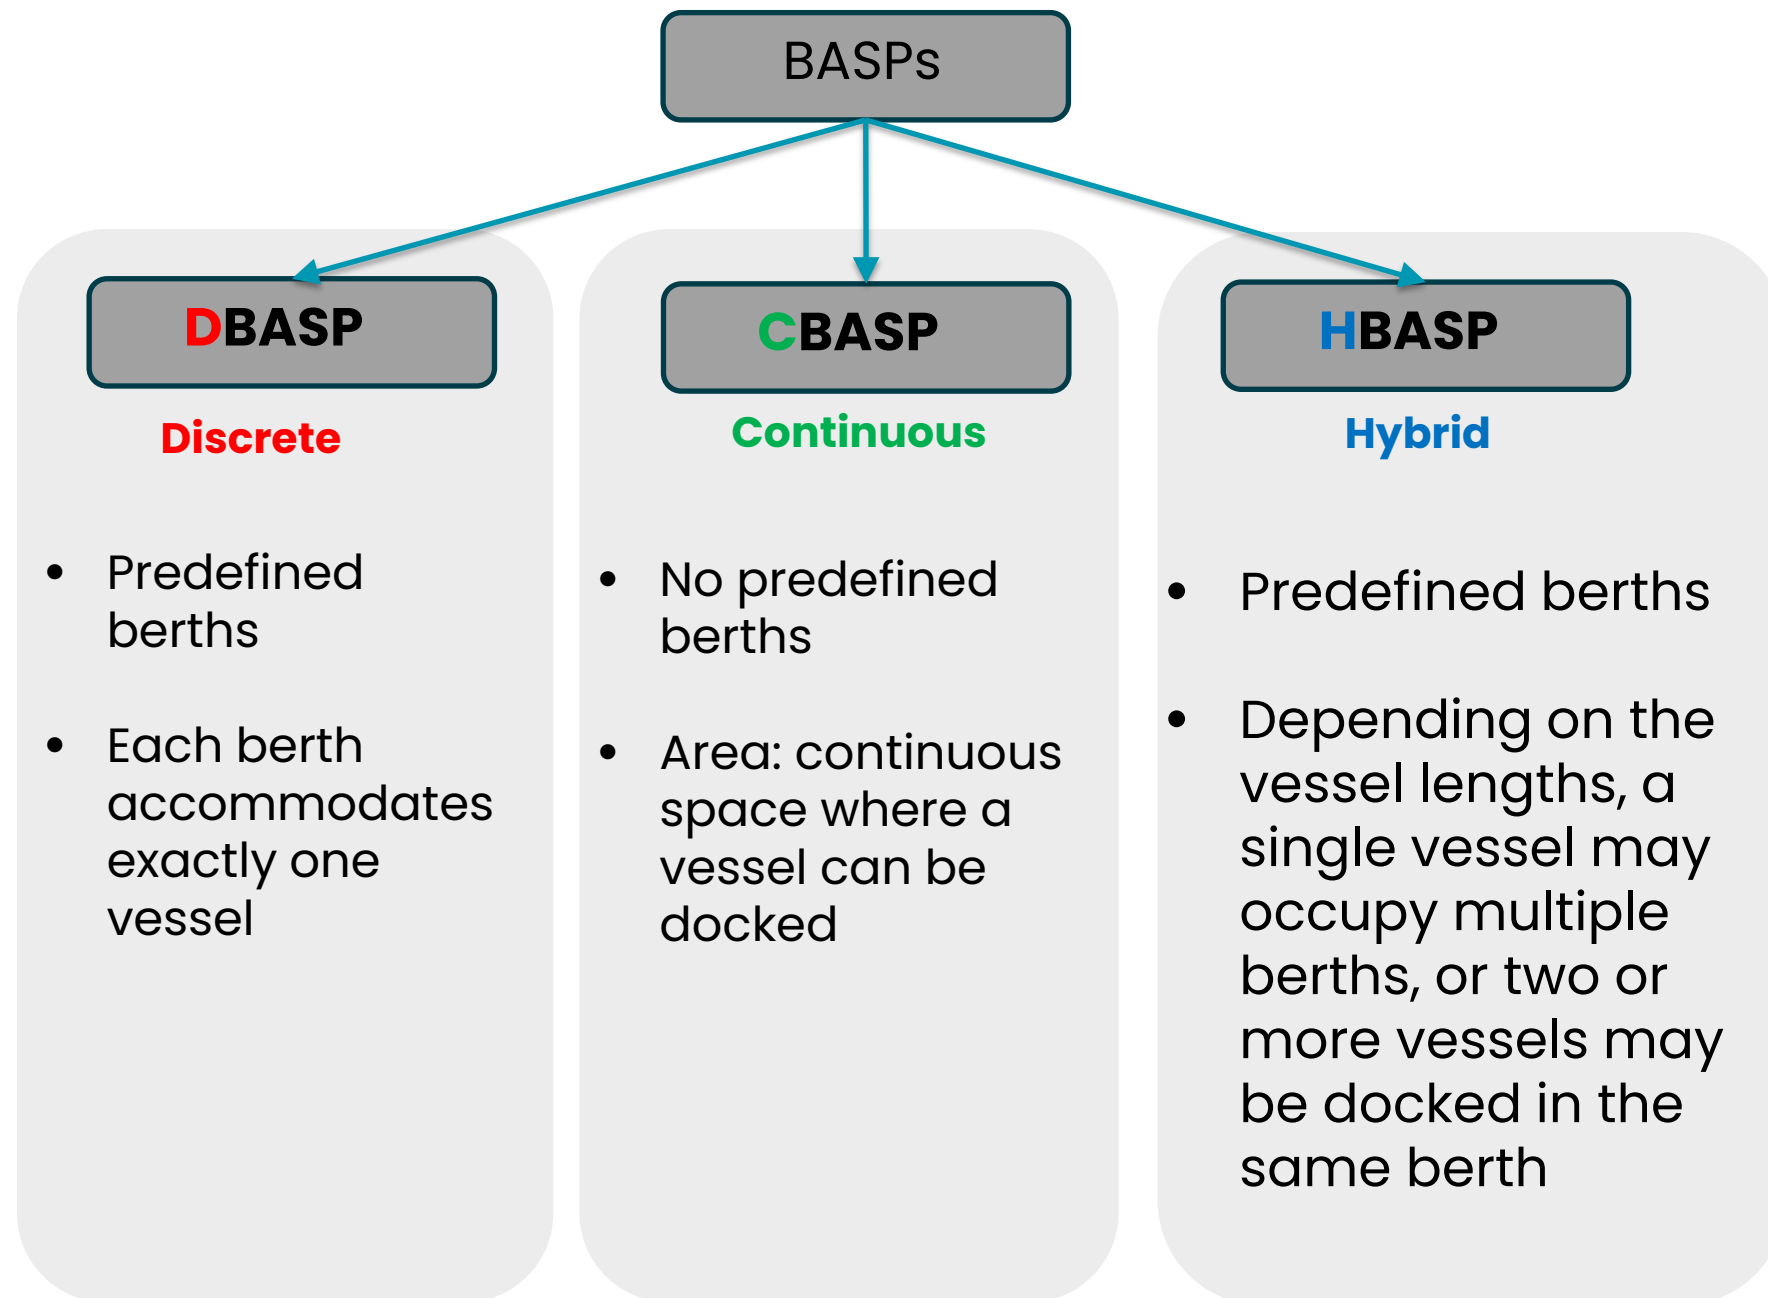 BASPs
DBASP
Discrete
• Predefined
berths
• Each berth
accommodates
exactly one
vessel
CBASP
Continuous
• No predefined
berths
• Area: continuous
space where a
vessel can be
docked
HBASP
Hybrid
• Predefined berths
• Depending on the
vessel lengths, a
single vessel may
occupy multiple
berths, or two or
more vessels may
be docked in the
same berth